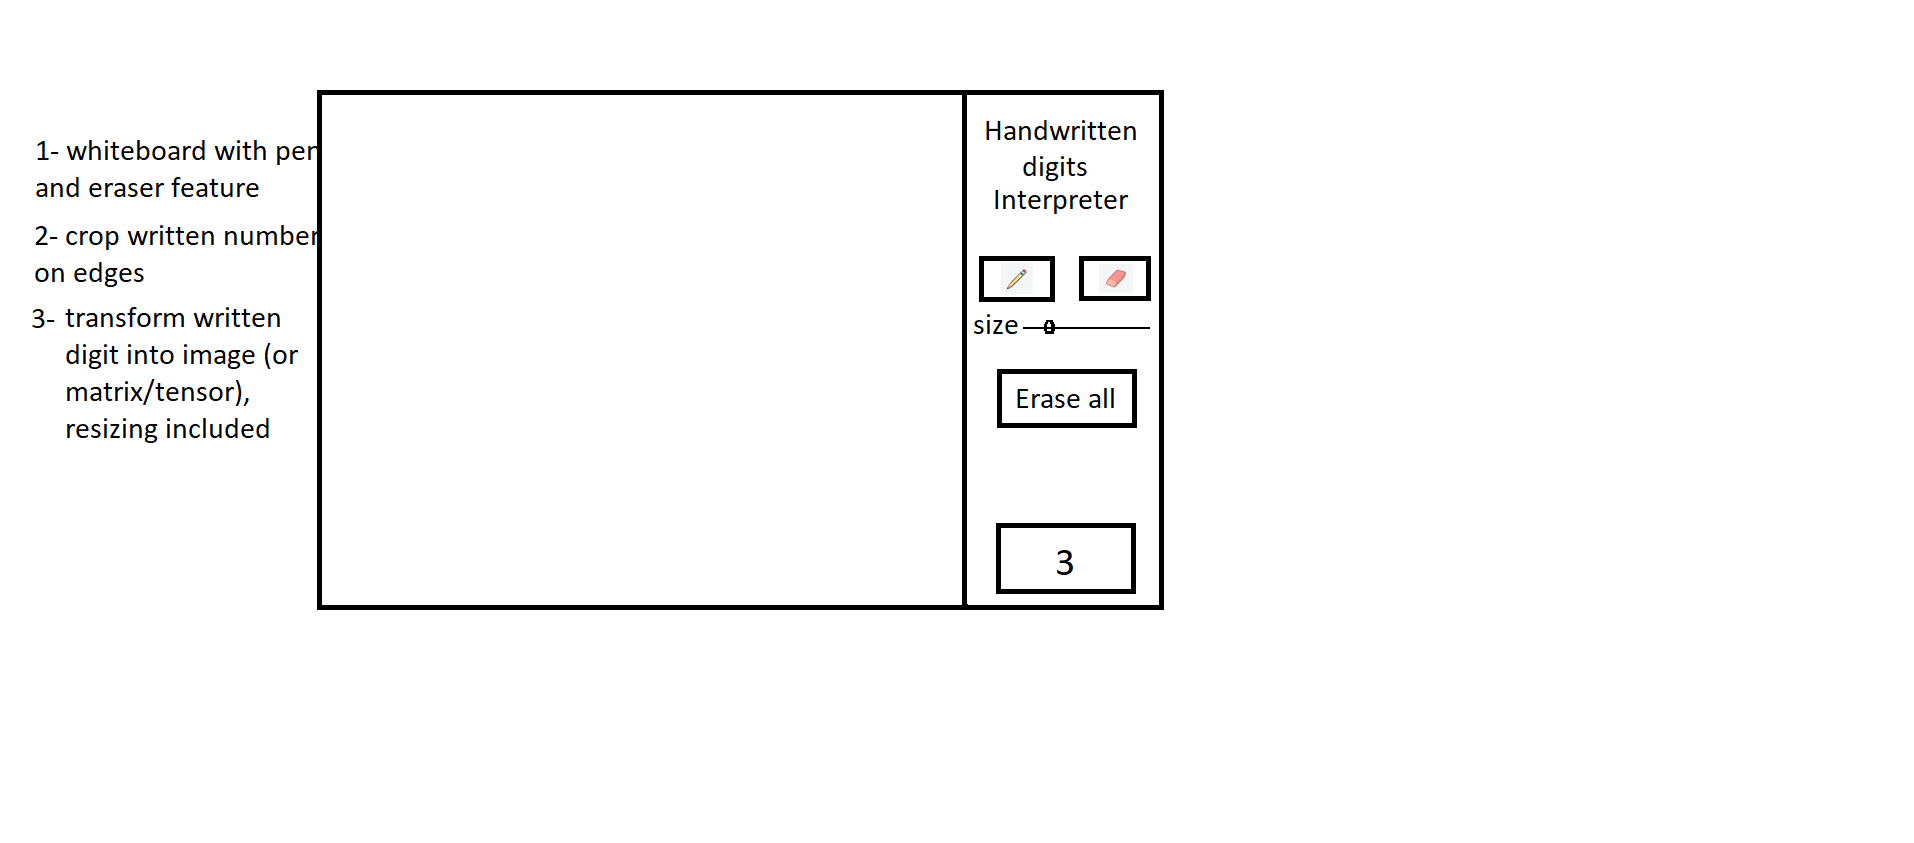 1- whiteboard with pen
and eraser feature
2- crop written number
on edges
3- transform written
digit into image (or
matrix/tensor),
resizing included
Handwritten
digits
Interpreter
size
Erase all
3